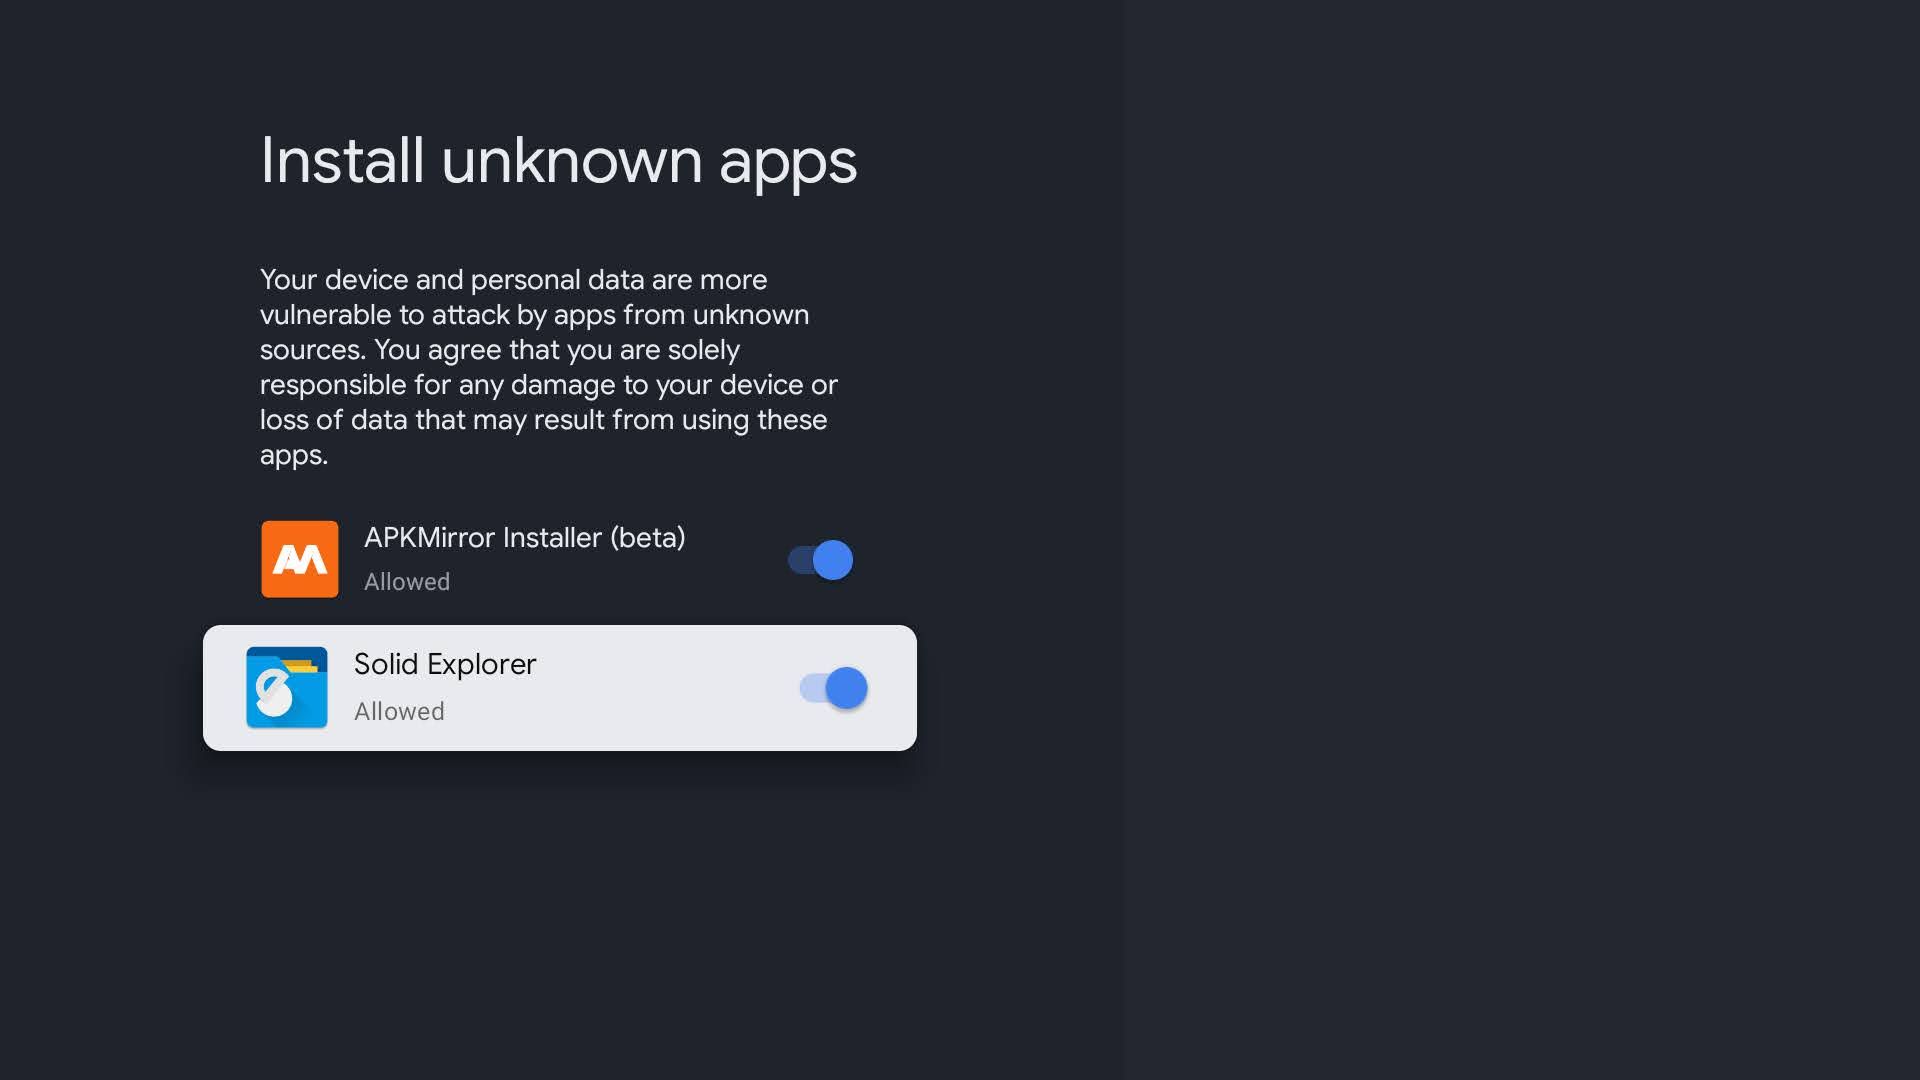 Install unknown apps
Your device and personal data are more
vulnerable to attack by apps from unknown
sources. You agree that you are solely
responsible for any damage to your device or
loss of data that may result from using these
apps.
APKMirror Installer (beta)
Allowed
Solid Explorer
Allowed